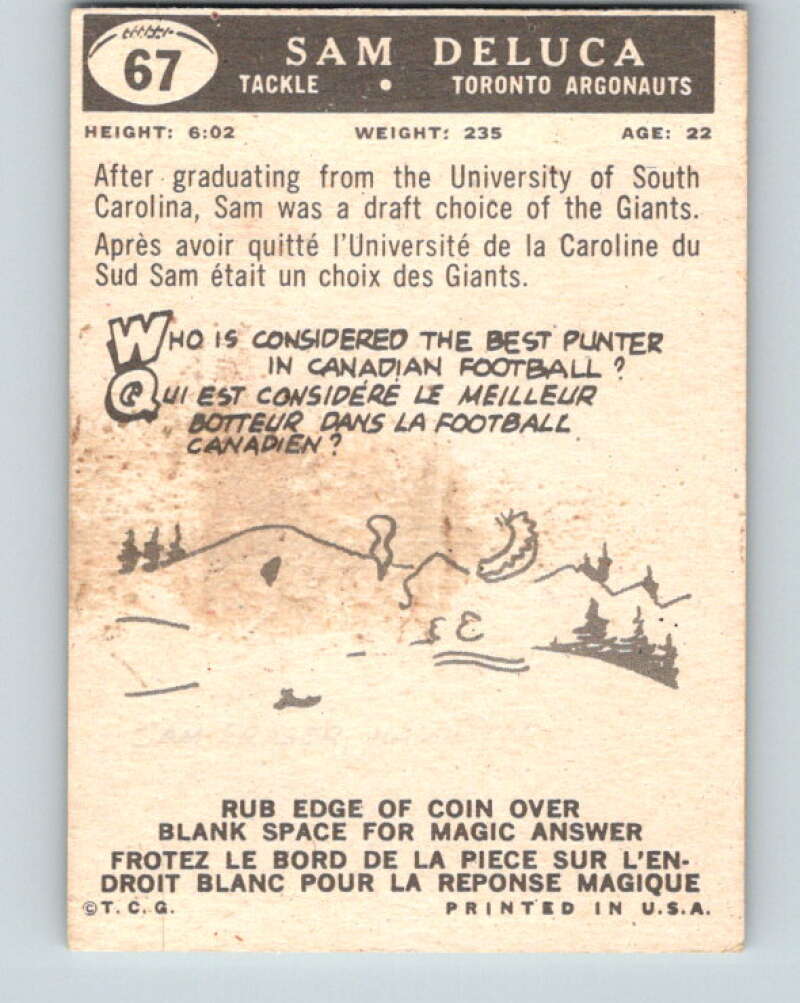 67
SAM DELUCA
TACKLE • TORONTO ARGONAUTS
HEIGHT: 6:02 WEIGHT: 235 AGE: 22
After graduating from the University of South
Carolina, Sam was a draft choice of the Giants.
Après avoir quitté l'Université de la Caroline du
Sud Sam était un choix des Giants.
WHO IS CONSIDERED THE BEST PUNTER
IN CANADIAN FOOTBALL?
QUI EST CONSIDÉRÉ LE MEILLEUR
BOTTEUR DANS LA FOOTBALL
CANADIEN?
RUB EDGE OF COIN OVER
BLANK SPACE FOR MAGIC ANSWER
FROTEZ LE BORD DE LA PIECE SUR L'EN-
DROIT BLANC POUR LA REPONSE MAGIQUE
©T.C.G. PRINTED IN U.S.A.